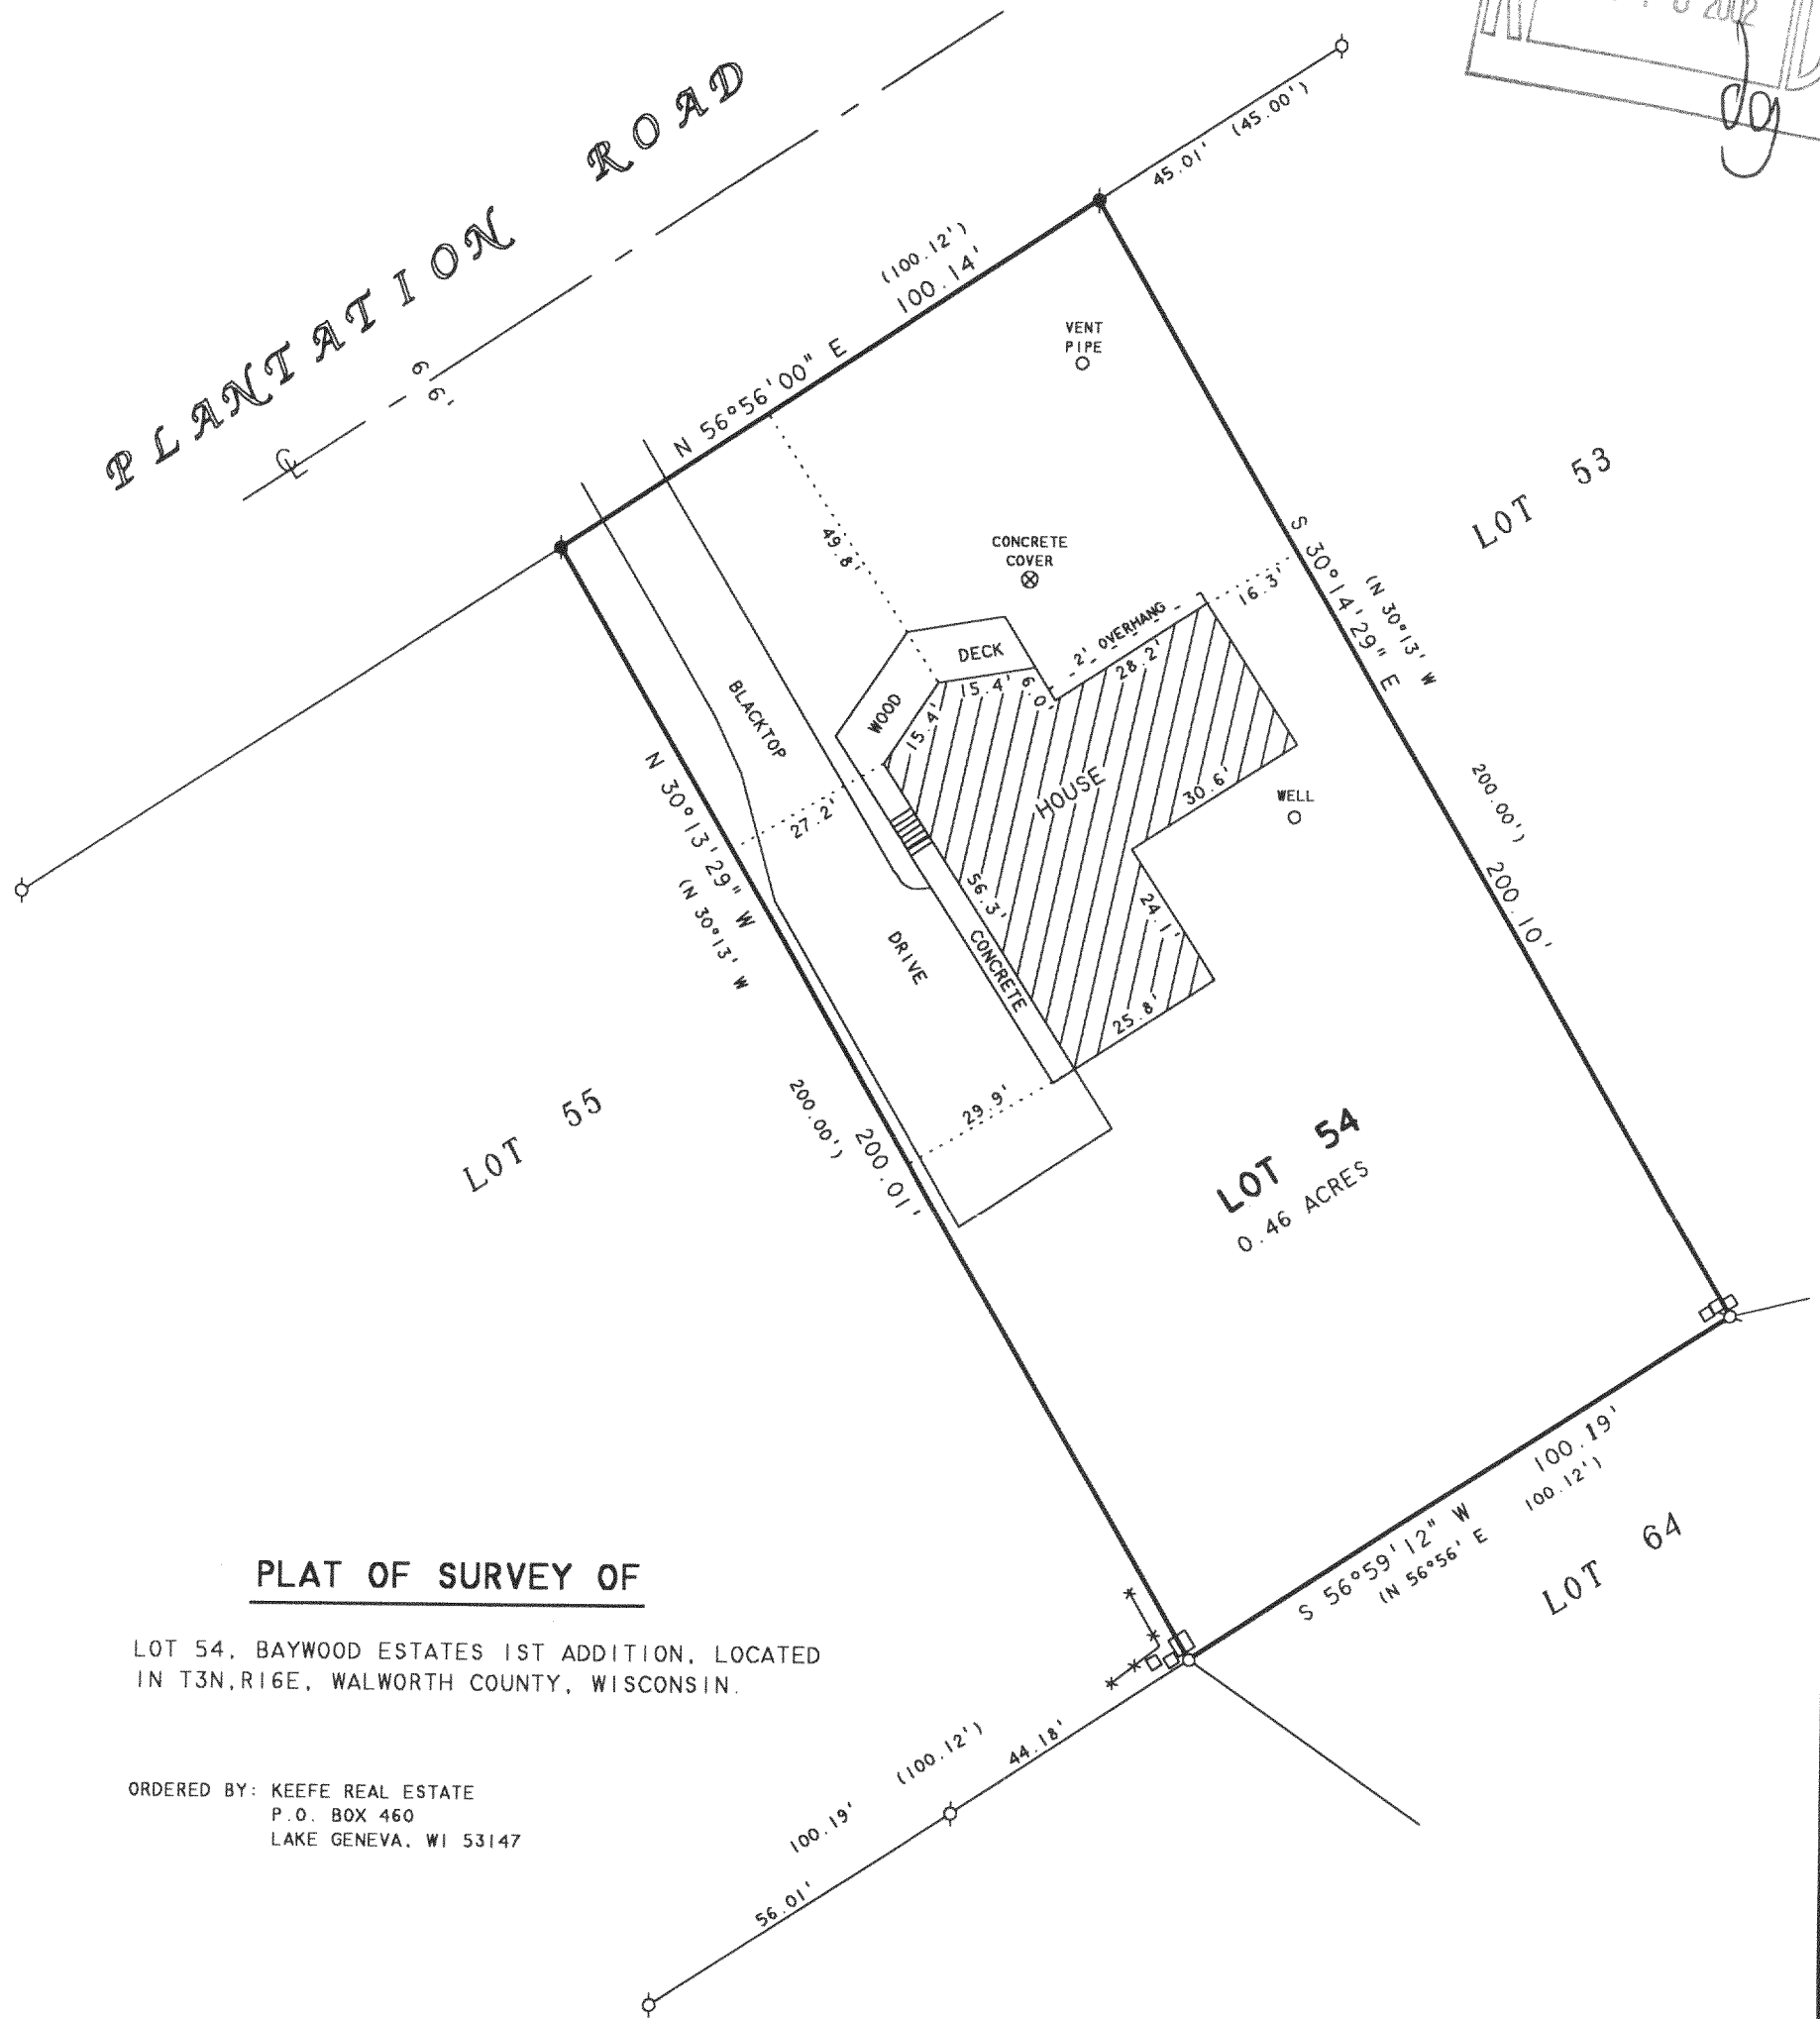 2002
PLANTATION ROAD
66'
45.01' (45.00')
(100.12')
100.14'
N 56°56'00" E
VENT
PIPE
CONCRETE
COVER
49.8'
LOT 53
S 30°14'29" E
(N 30°13' W
200.00')
200.10'
16.3'
2' OVERHANG
28.2'
DECK
WOOD
15.4'
6.0'
15.4'
HOUSE
30.6'
WELL
BLACKTOP
DRIVE
27.2'
56.3'
CONCRETE
24.1'
25.8'
29.9'
N 30°13'29" W
(N 30°13' W
200.00')
200.01'
LOT 55
LOT 54
0.46 ACRES
100.19'
100.12')
S 56°59'12" W
(N 56°56' E
LOT 64
PLAT OF SURVEY OF
LOT 54, BAYWOOD ESTATES 1ST ADDITION, LOCATED
IN T3N,R16E, WALWORTH COUNTY, WISCONSIN.
ORDERED BY: KEEFE REAL ESTATE
P.O. BOX 460
LAKE GENEVA, WI 53147
(100.12')
44.18'
100.19'
56.01'